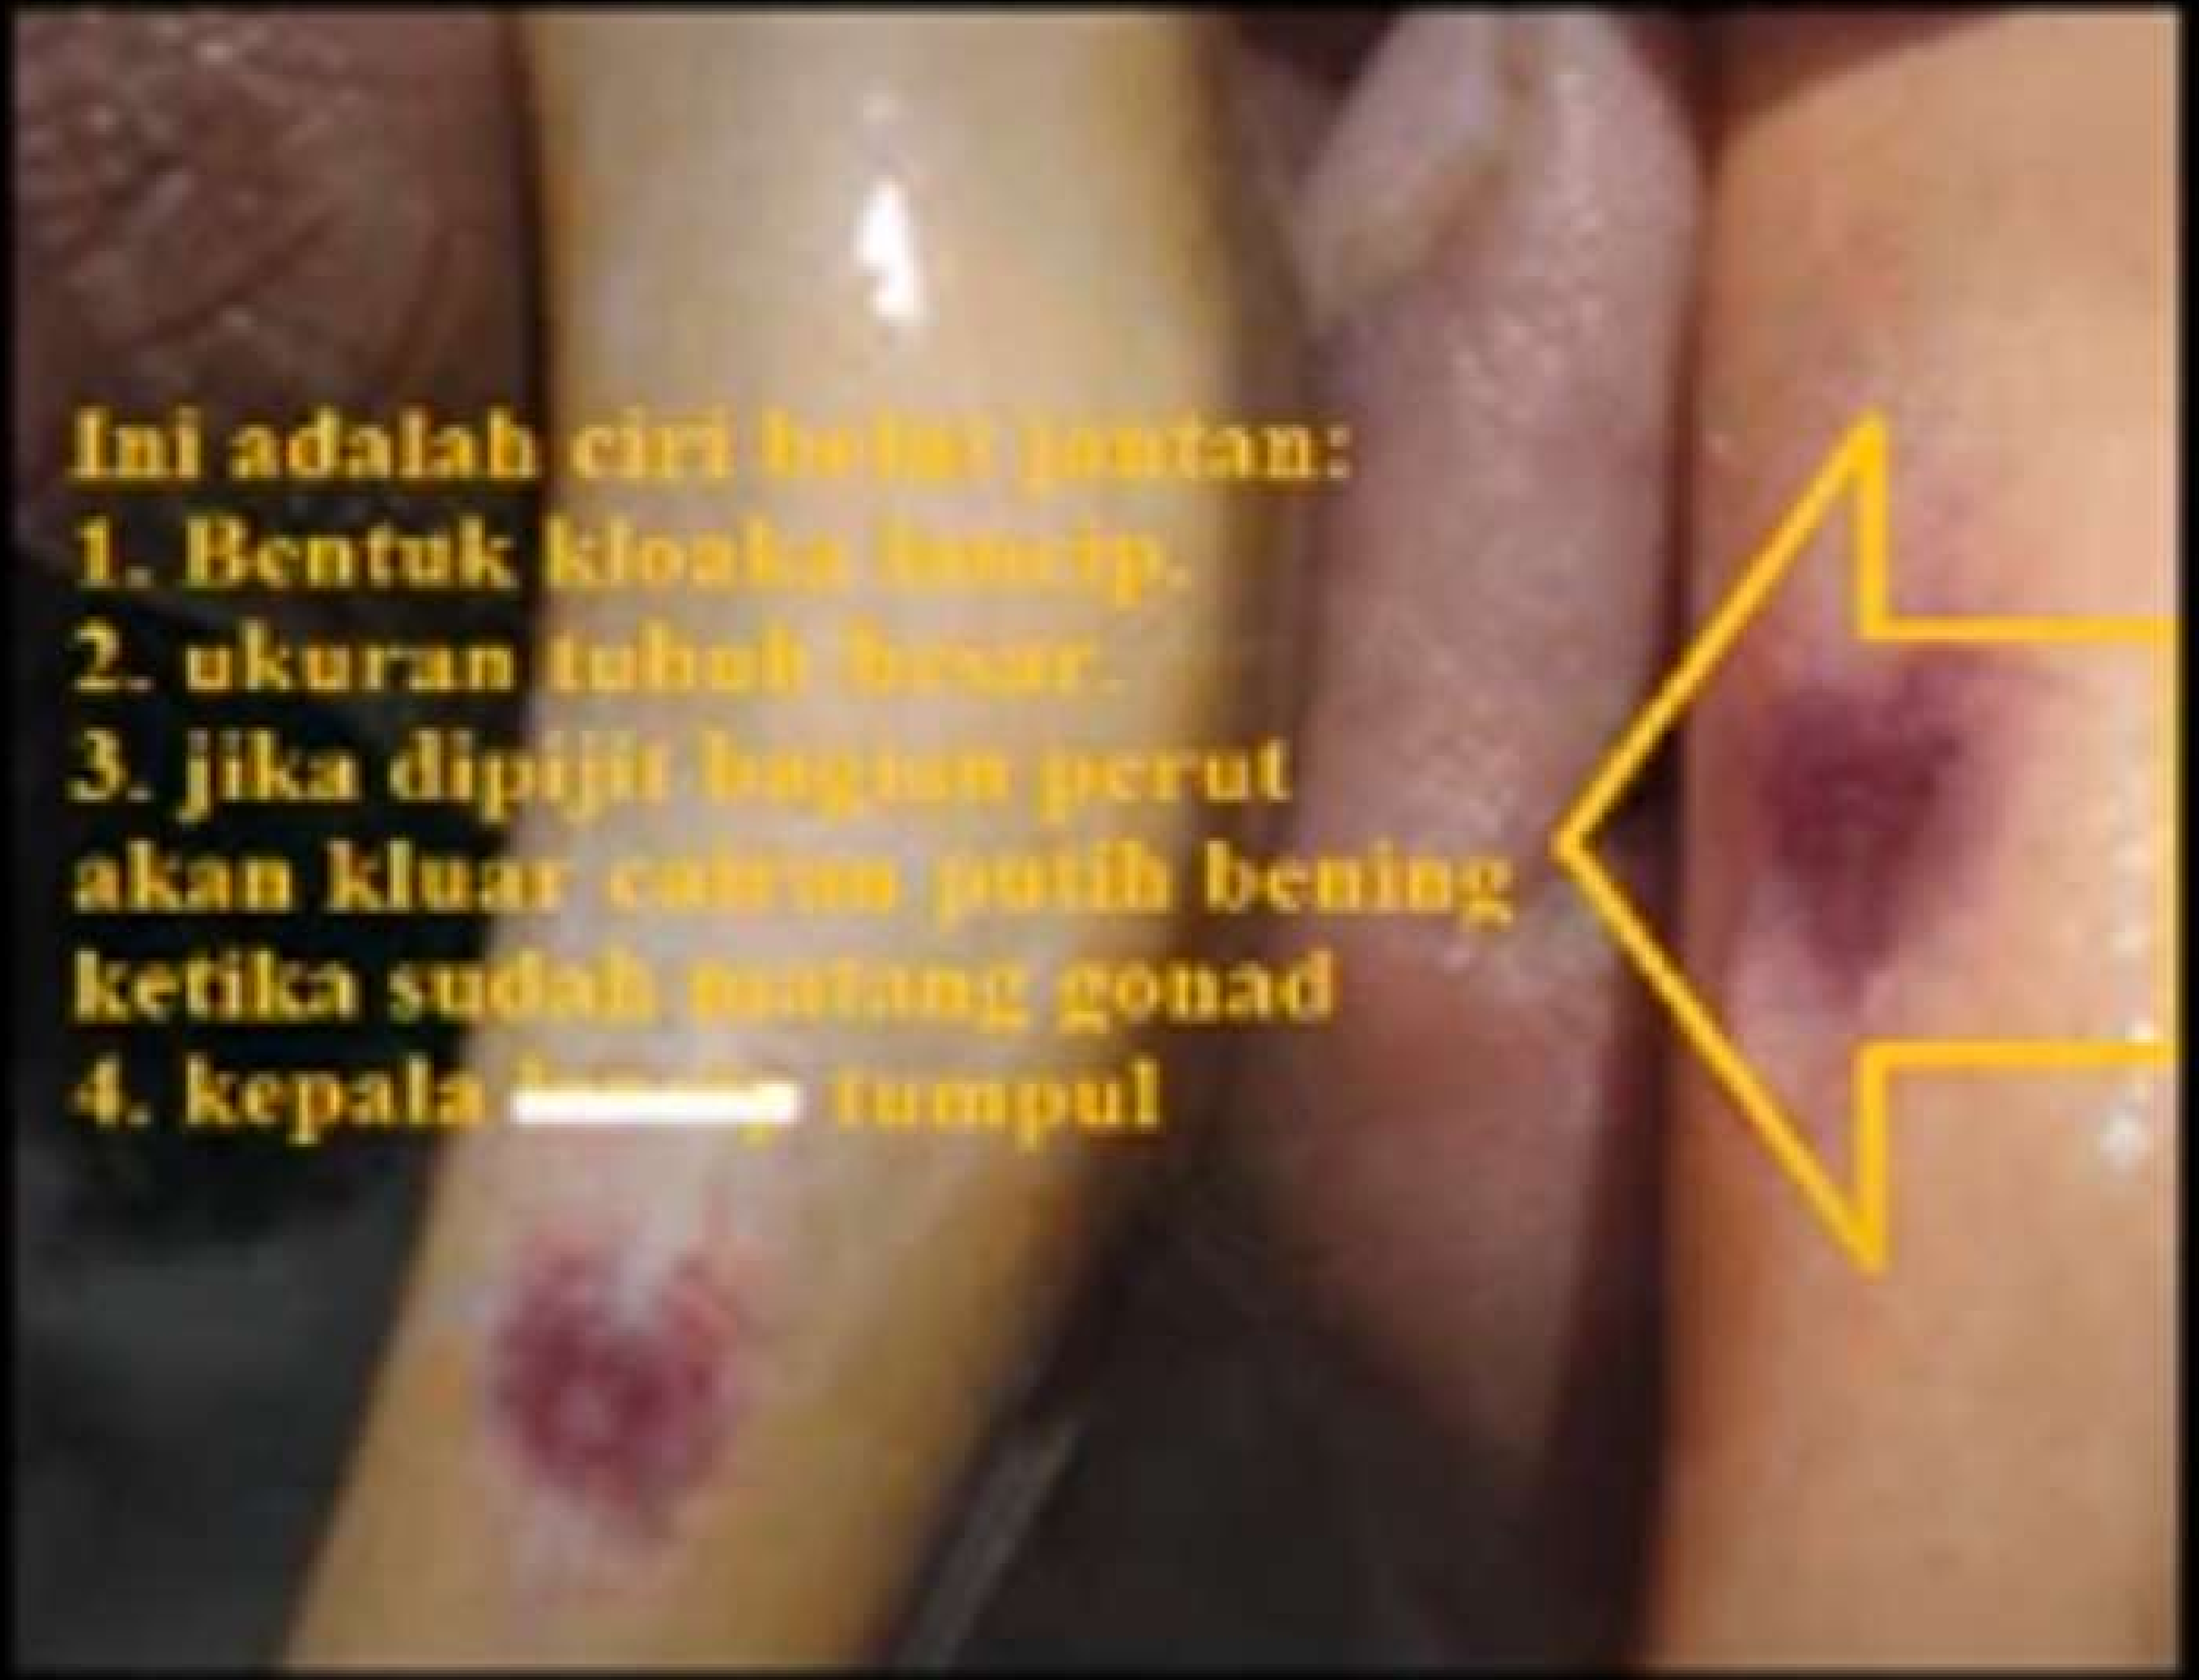 Ini adalah ciri belut jantan:
1. Bentuk kloaka lancip.
2. ukuran tubuh besar.
3. jika dipijit bagian perut
akan kluar cairan putih bening
ketika sudah matang gonad
4. kepala tumpul